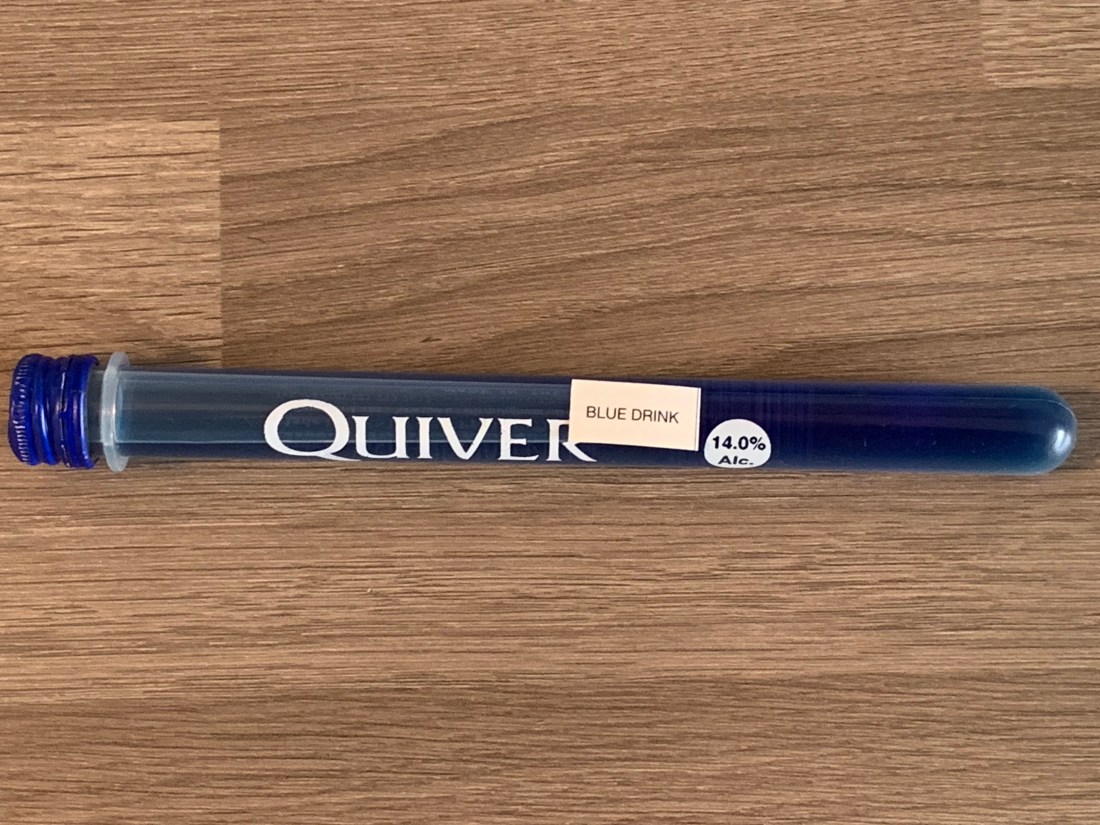 QUIVER
BLUE DRINK
14.0%
Alc.